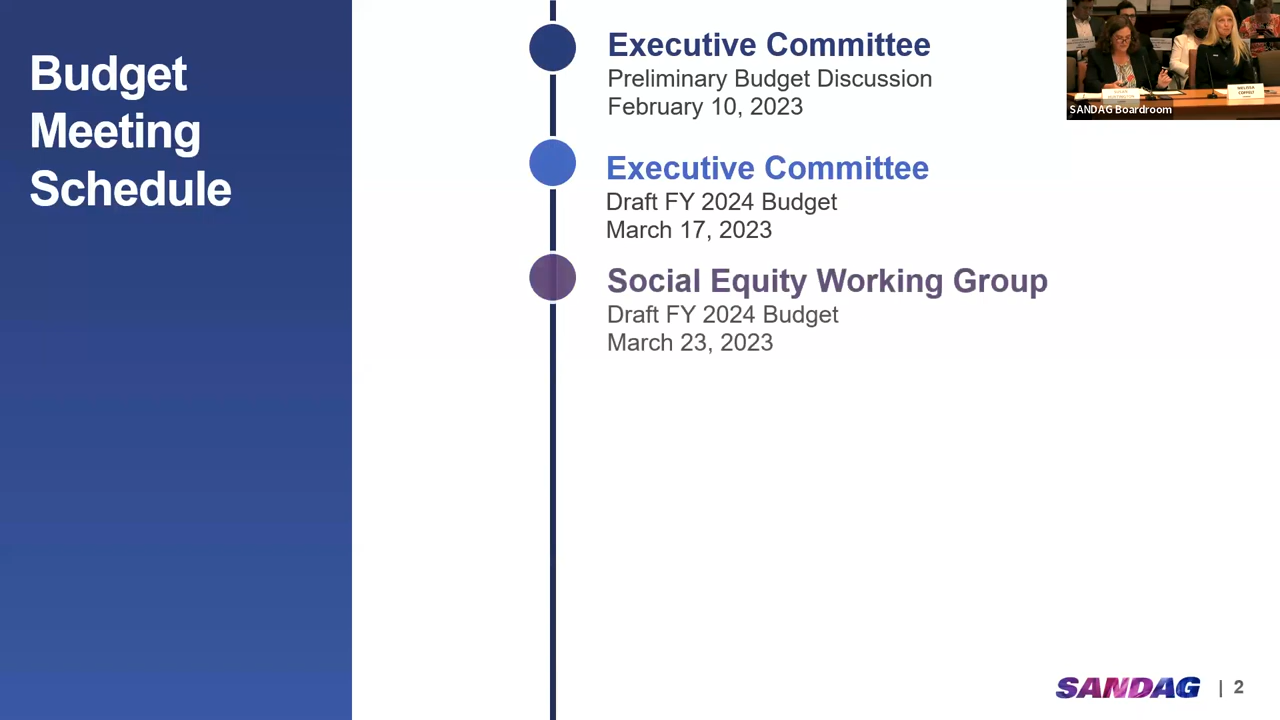 Budget
Meeting
Schedule
Executive Committee
Preliminary Budget Discussion
February 10, 2023
Executive Committee
Draft FY 2024 Budget
March 17, 2023
Social Equity Working Group
Draft FY 2024 Budget
March 23, 2023
SANDAG Boardroom
SANDAG | 2